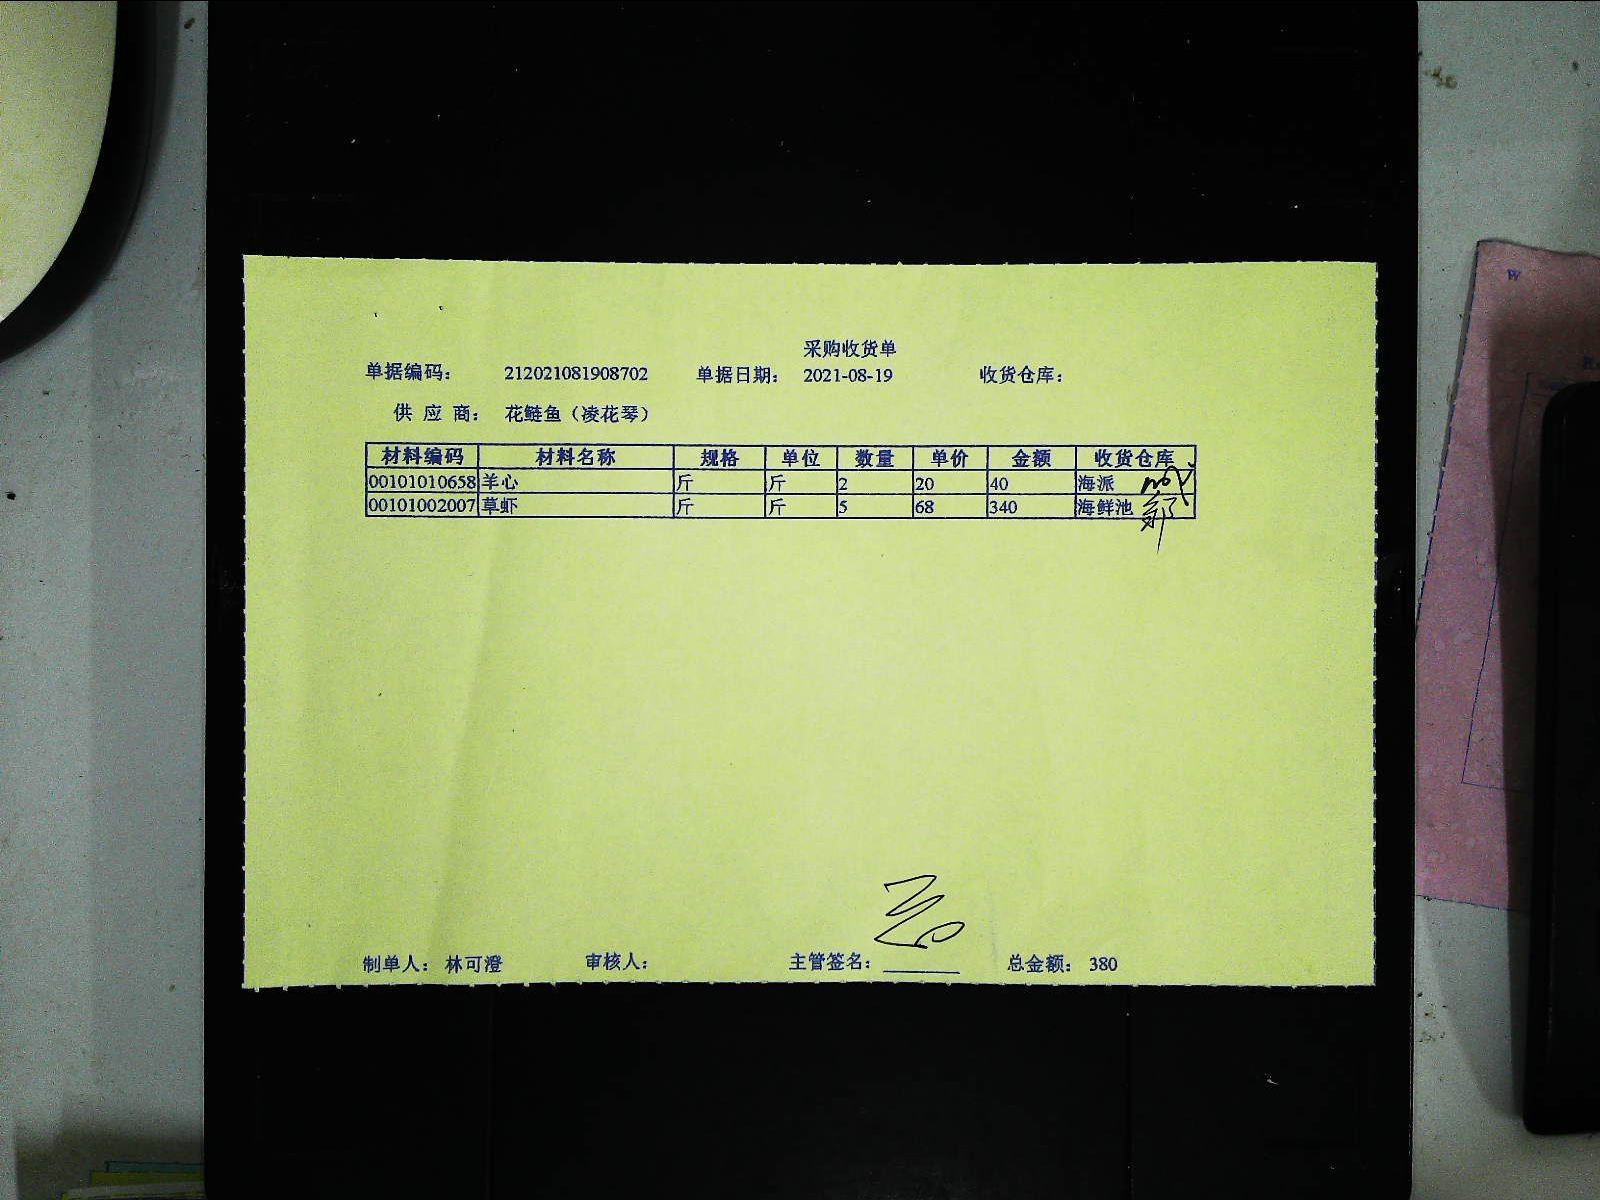 采购收货单
单据编码： 212021081908702 单据日期： 2021-08-19 收货仓库：
供 应 商： 花鲢鱼（凌花琴）
材料编码 材料名称 规格 单位 数量 单价 金额 收货仓库
00101010658 羊心 斤 斤 2 20 40 海派
00101002007 草虾 斤 斤 5 68 340 海鲜池
制单人： 林可澄 审核人： 主管签名： 总金额： 380
W